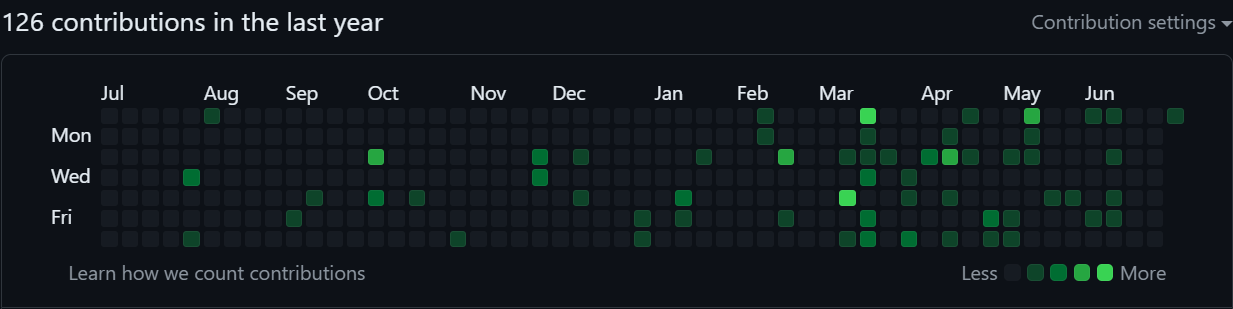 126 contributions in the last year
Contribution settings
Jul Aug Sep Oct Nov Dec Jan Feb Mar Apr May Jun
Mon
Wed
Fri
Learn how we count contributions
Less More